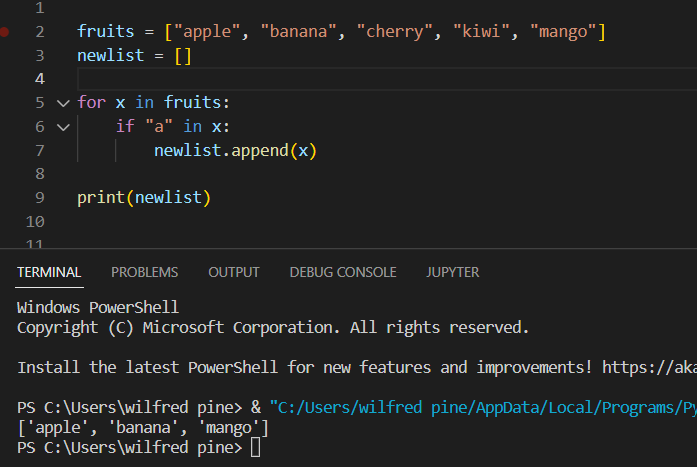 1
2 fruits = ["apple", "banana", "cherry", "kiwi", "mango"]
3 newlist = []
4
5 for x in fruits:
6 if "a" in x:
7 newlist.append(x)
8
9 print(newlist)
10
11
TERMINAL PROBLEMS OUTPUT DEBUG CONSOLE JUPYTER
Windows PowerShell
Copyright (C) Microsoft Corporation. All rights reserved.
Install the latest PowerShell for new features and improvements! https://aka
PS C:\Users\wilfred pine> & "C:/Users/wilfred pine/AppData/Local/Programs/Py
['apple', 'banana', 'mango']
PS C:\Users\wilfred pine>